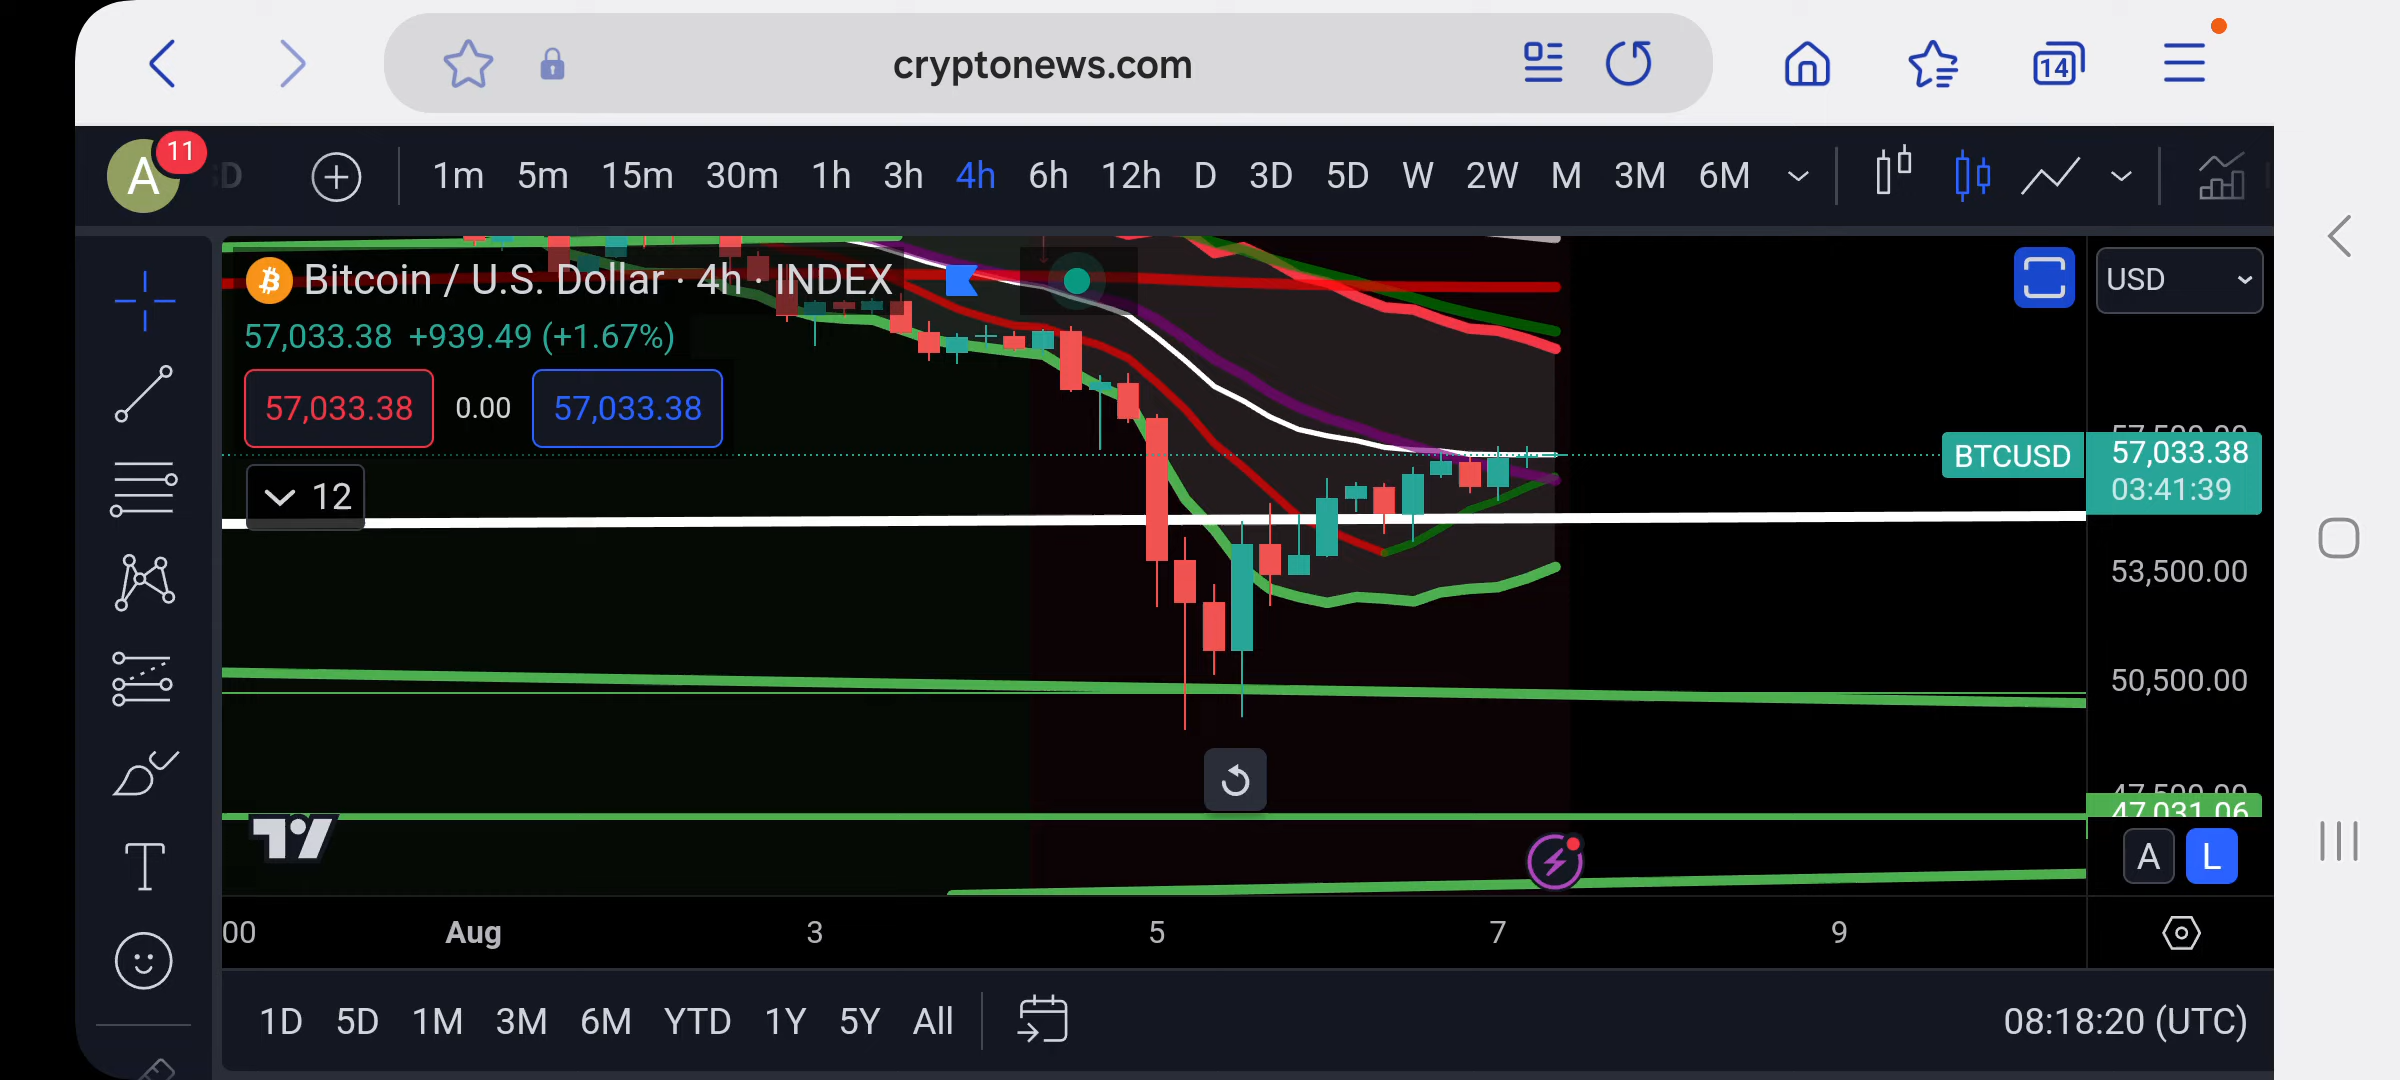 cryptonews.com
14
A 11
1m 5m 15m 30m 1h 3h 4h 6h 12h D 3D 5D W 2W M 3M 6M
Bitcoin / U.S. Dollar · 4h · INDEX
USD
57,033.38 +939.49 (+1.67%)
57,033.38 0.00 57,033.38
12
BTCUSD
57,033.38
03:41:39
53,500.00
50,500.00
47,031.06
A L
00 Aug 3 5 7 9
1D 5D 1M 3M 6M YTD 1Y 5Y All
08:18:20 (UTC)